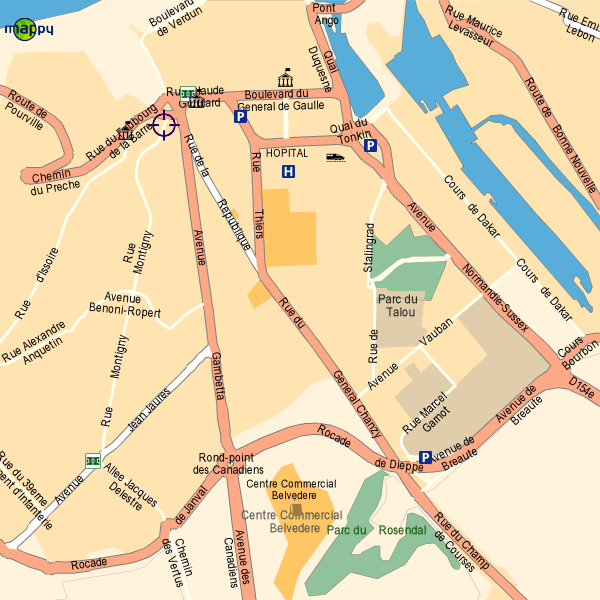 mappy
Boulevard
de Verdun
Pont
Ango
Rue Maurice
Levasseur
Rue Em
Lebon
Quai
Duquesne
Route de
Pourville
Boulevard du
General de Gaulle
Rue du Faubourg
de la Barre
P
Quai du
Tonkin
P
Route de
Bonne Nouvelle
Chemin
du Preche
Rue de la
Republique
Rue
Thiers
HOPITAL
H
Cours de Dakar
Avenue
Normandie-Sussex
Rue
d'Issoire
Rue
Montigny
Avenue
Gambetta
Stalingrad
Rue de
Cours de Dakar
Parc du
Talou
Avenue
Benoni-Ropert
Rue du
General Chanzy
Avenue
Vauban
Cours
Bourbon
Rue Alexandre
Anquetin
Montigny
Rue
D154e
Avenue
Jean Jaures
Rue Marcel
Gamot
Avenue de
Breaute
Rocade
de Dieppe
Avenue de
Breaute
P
Rond-point
des Canadiens
Rue du 39eme
ent d'infanterie
Allee Jacques
Delestre
Centre Commercial
Belvedere
Centre Commercial
Belvedere
Rocade
de Janval
Chemin
des Vertus
Avenue des
Canadiens
Parc du Rosendal
Rue du Champ
de Courses